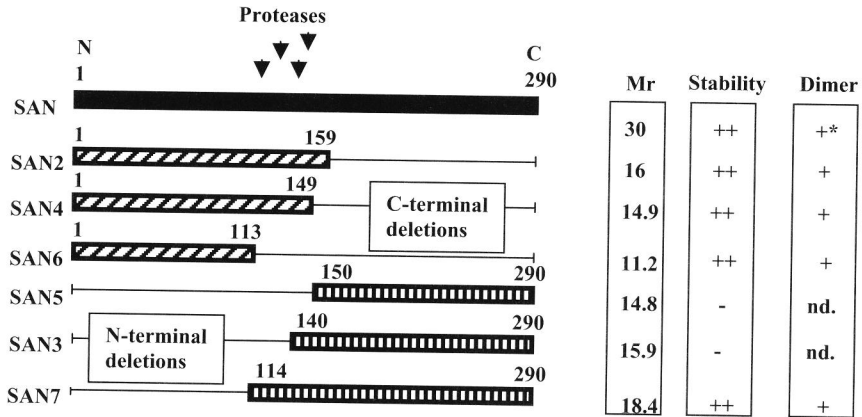 Proteases
N C
1 290 Mr Stability Dimer
SAN 30 ++ +*
1 159
SAN2 16 ++ +
1 149
SAN4 14.9 ++ +
C-terminal
deletions
1 113
SAN6 11.2 ++ +
150 290
SAN5 14.8 - nd.
140 290
SAN3 15.9 - nd.
N-terminal
deletions
114 290
SAN7 18.4 ++ +